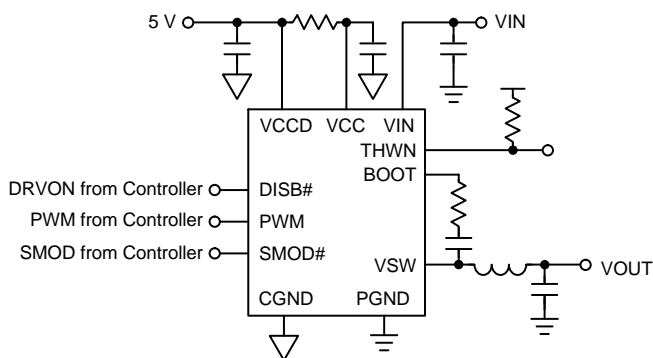 5 V
VIN
VCCD
VCC
VIN
THWN
BOOT
DRVON from Controller
DISB#
PWM from Controller
PWM
SMOD from Controller
SMOD#
VSW
VOUT
CGND
PGND